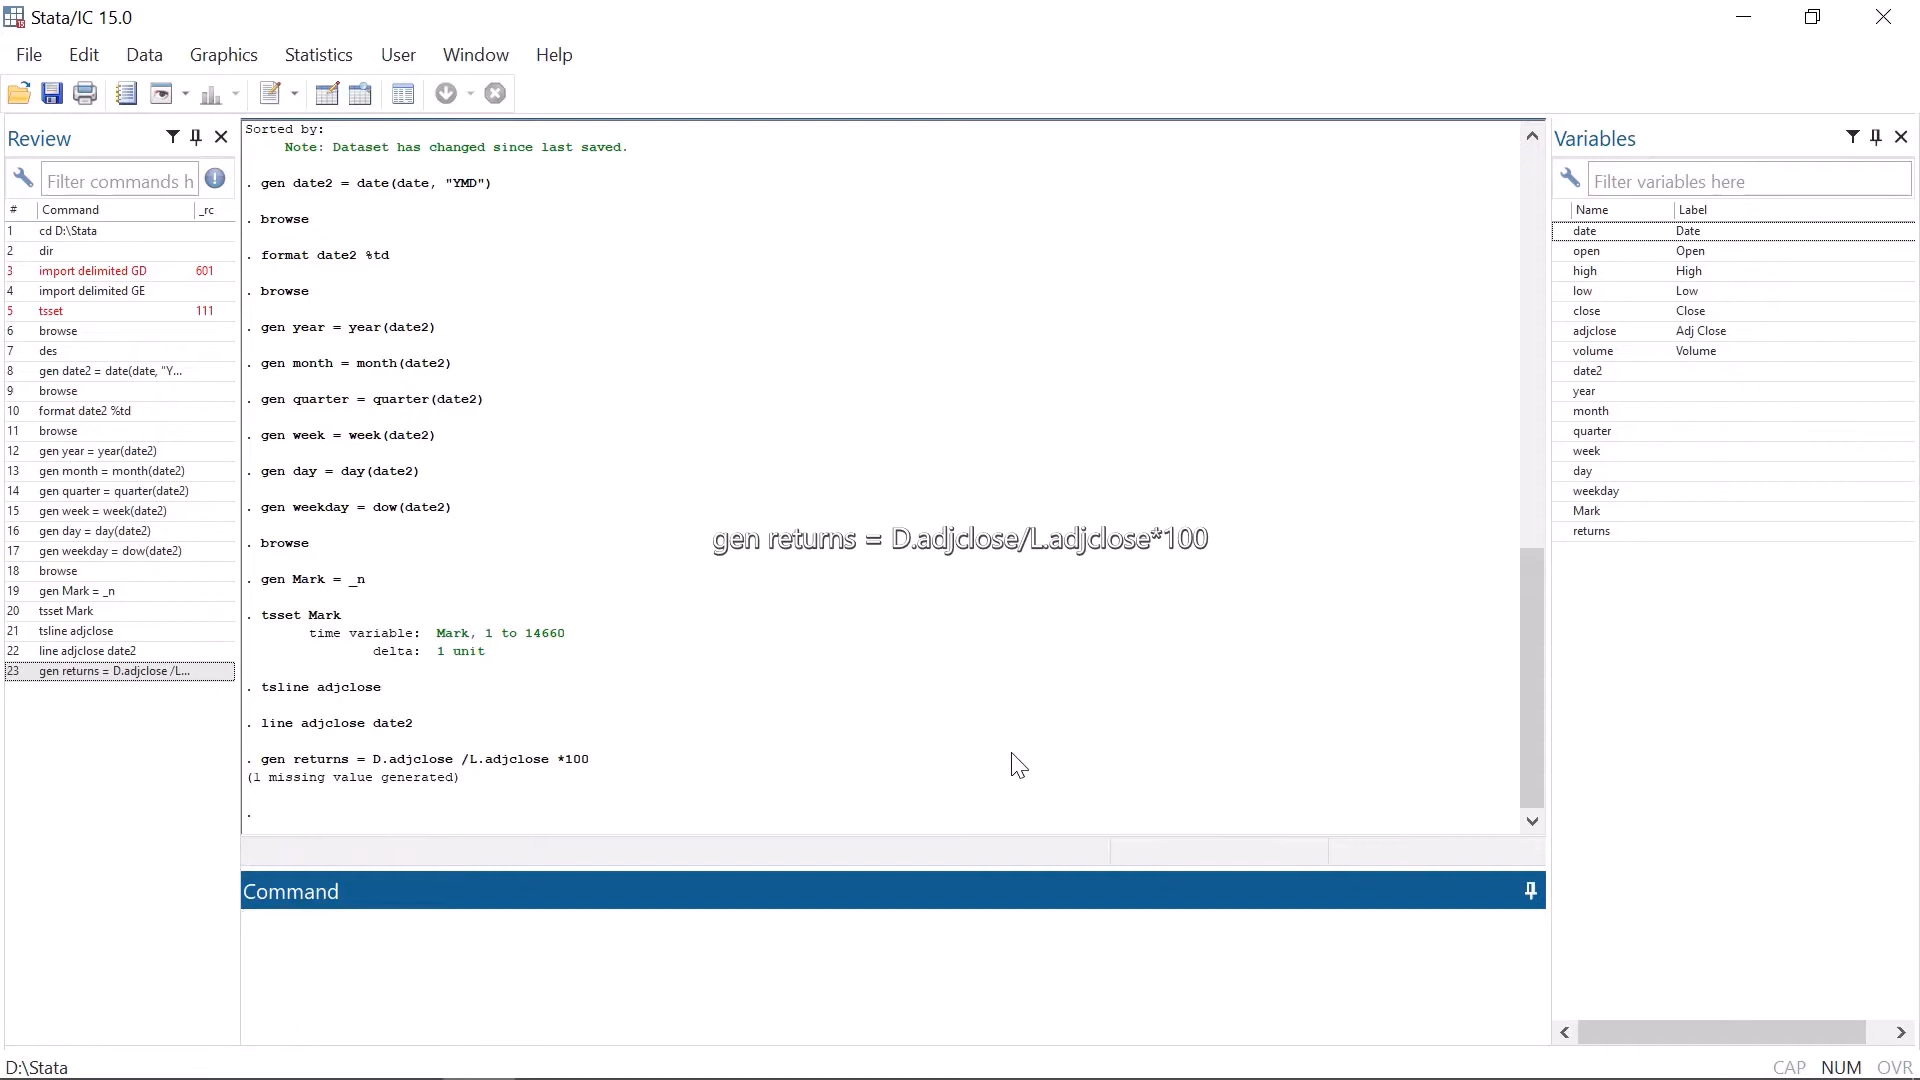 Stata/IC 15.0
File Edit Data Graphics Statistics User Window Help
Review
Filter commands h
# Command _rc
1 cd D:\Stata
2 dir
3 import delimited GD 601
4 import delimited GE
5 tsset 111
6 browse
7 des
8 gen date2 = date(date, "Y...
9 browse
10 format date2 %td
11 browse
12 gen year = year(date2)
13 gen month = month(date2)
14 gen quarter = quarter(date2)
15 gen week = week(date2)
16 gen day = day(date2)
17 gen weekday = dow(date2)
18 browse
19 gen Mark = _n
20 tsset Mark
21 tsline adjclose
22 line adjclose date2
23 gen returns = D.adjclose /L...
Sorted by:
Note: Dataset has changed since last saved.
. gen date2 = date(date, "YMD")
. browse
. format date2 %td
. browse
. gen year = year(date2)
. gen month = month(date2)
. gen quarter = quarter(date2)
. gen week = week(date2)
. gen day = day(date2)
. gen weekday = dow(date2)
. browse
. gen Mark = _n
. tsset Mark
time variable: Mark, 1 to 14660
delta: 1 unit
. tsline adjclose
. line adjclose date2
. gen returns = D.adjclose /L.adjclose *100
(1 missing value generated)
.
gen returns = D.adjclose/L.adjclose*100
Command
Variables
Filter variables here
Name Label
date Date
open Open
high High
low Low
close Close
adjclose Adj Close
volume Volume
date2
year
month
quarter
week
day
weekday
Mark
returns
D:\Stata
CAP NUM OVR